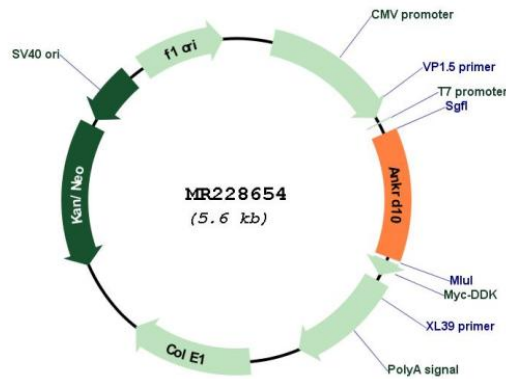 CMV promoter
VP1.5 primer
T7 promoter
SgfI
Ankrd10
MluI
Myc-DDK
XL39 primer
PolyA signal
Col E1
Kan/Neo
SV40 ori
f1 ori
MR228654
(5.6 kb)